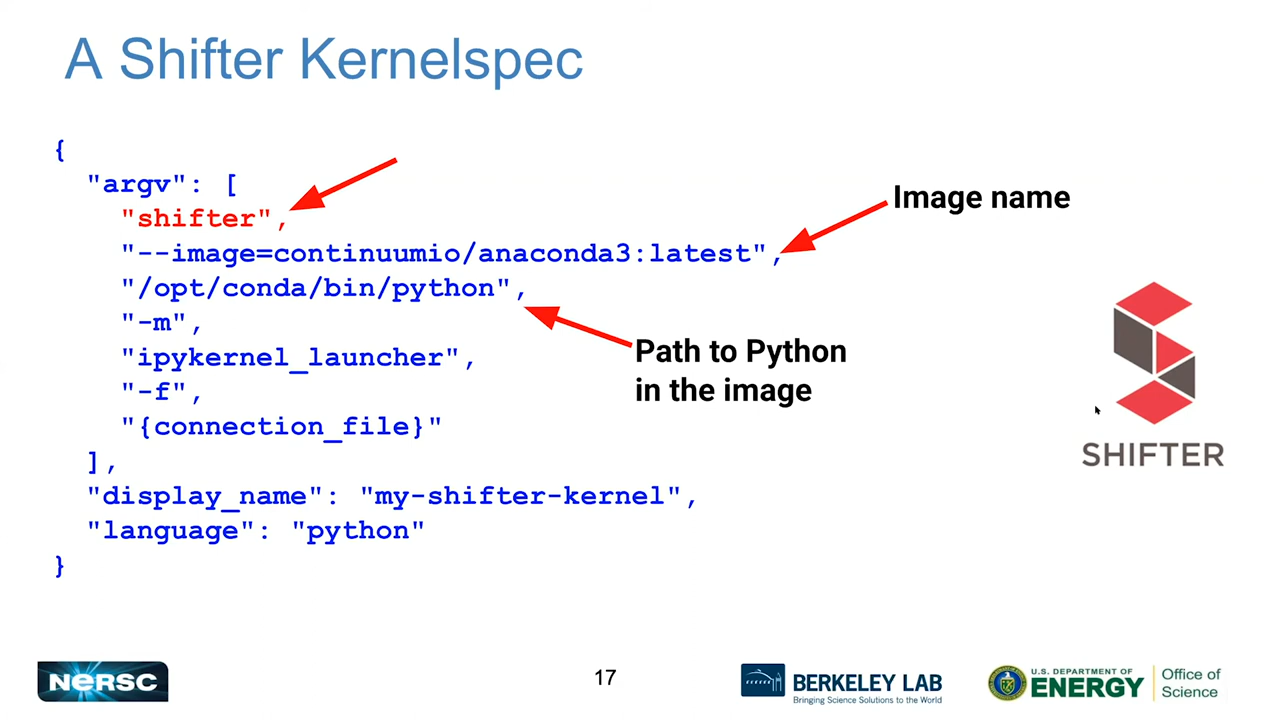 A Shifter Kernelspec
{
"argv": [
"shifter",
"--image=continuumio/anaconda3:latest",
"/opt/conda/bin/python",
"-m",
"ipykernel_launcher",
"-f",
"{connection_file}"
],
"display_name": "my-shifter-kernel",
"language": "python"
}
Image name
Path to Python
in the image
SHIFTER
NERSC
17
BERKELEY LAB
Bringing Science Solutions to the World
U.S. DEPARTMENT OF
ENERGY
Office of
Science